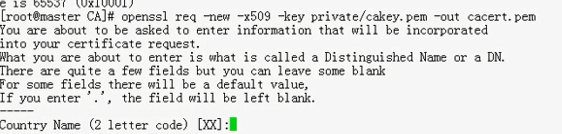 e is 65537 (0x10001)
[root@master CA]# openssl req -new -x509 -key private/cakey.pem -out cacert.pem
You are about to be asked to enter information that will be incorporated
into your certificate request.
What you are about to enter is what is called a Distinguished Name or a DN.
There are quite a few fields but you can leave some blank
For some fields there will be a default value,
If you enter '.', the field will be left blank.
-----
Country Name (2 letter code) [XX]: